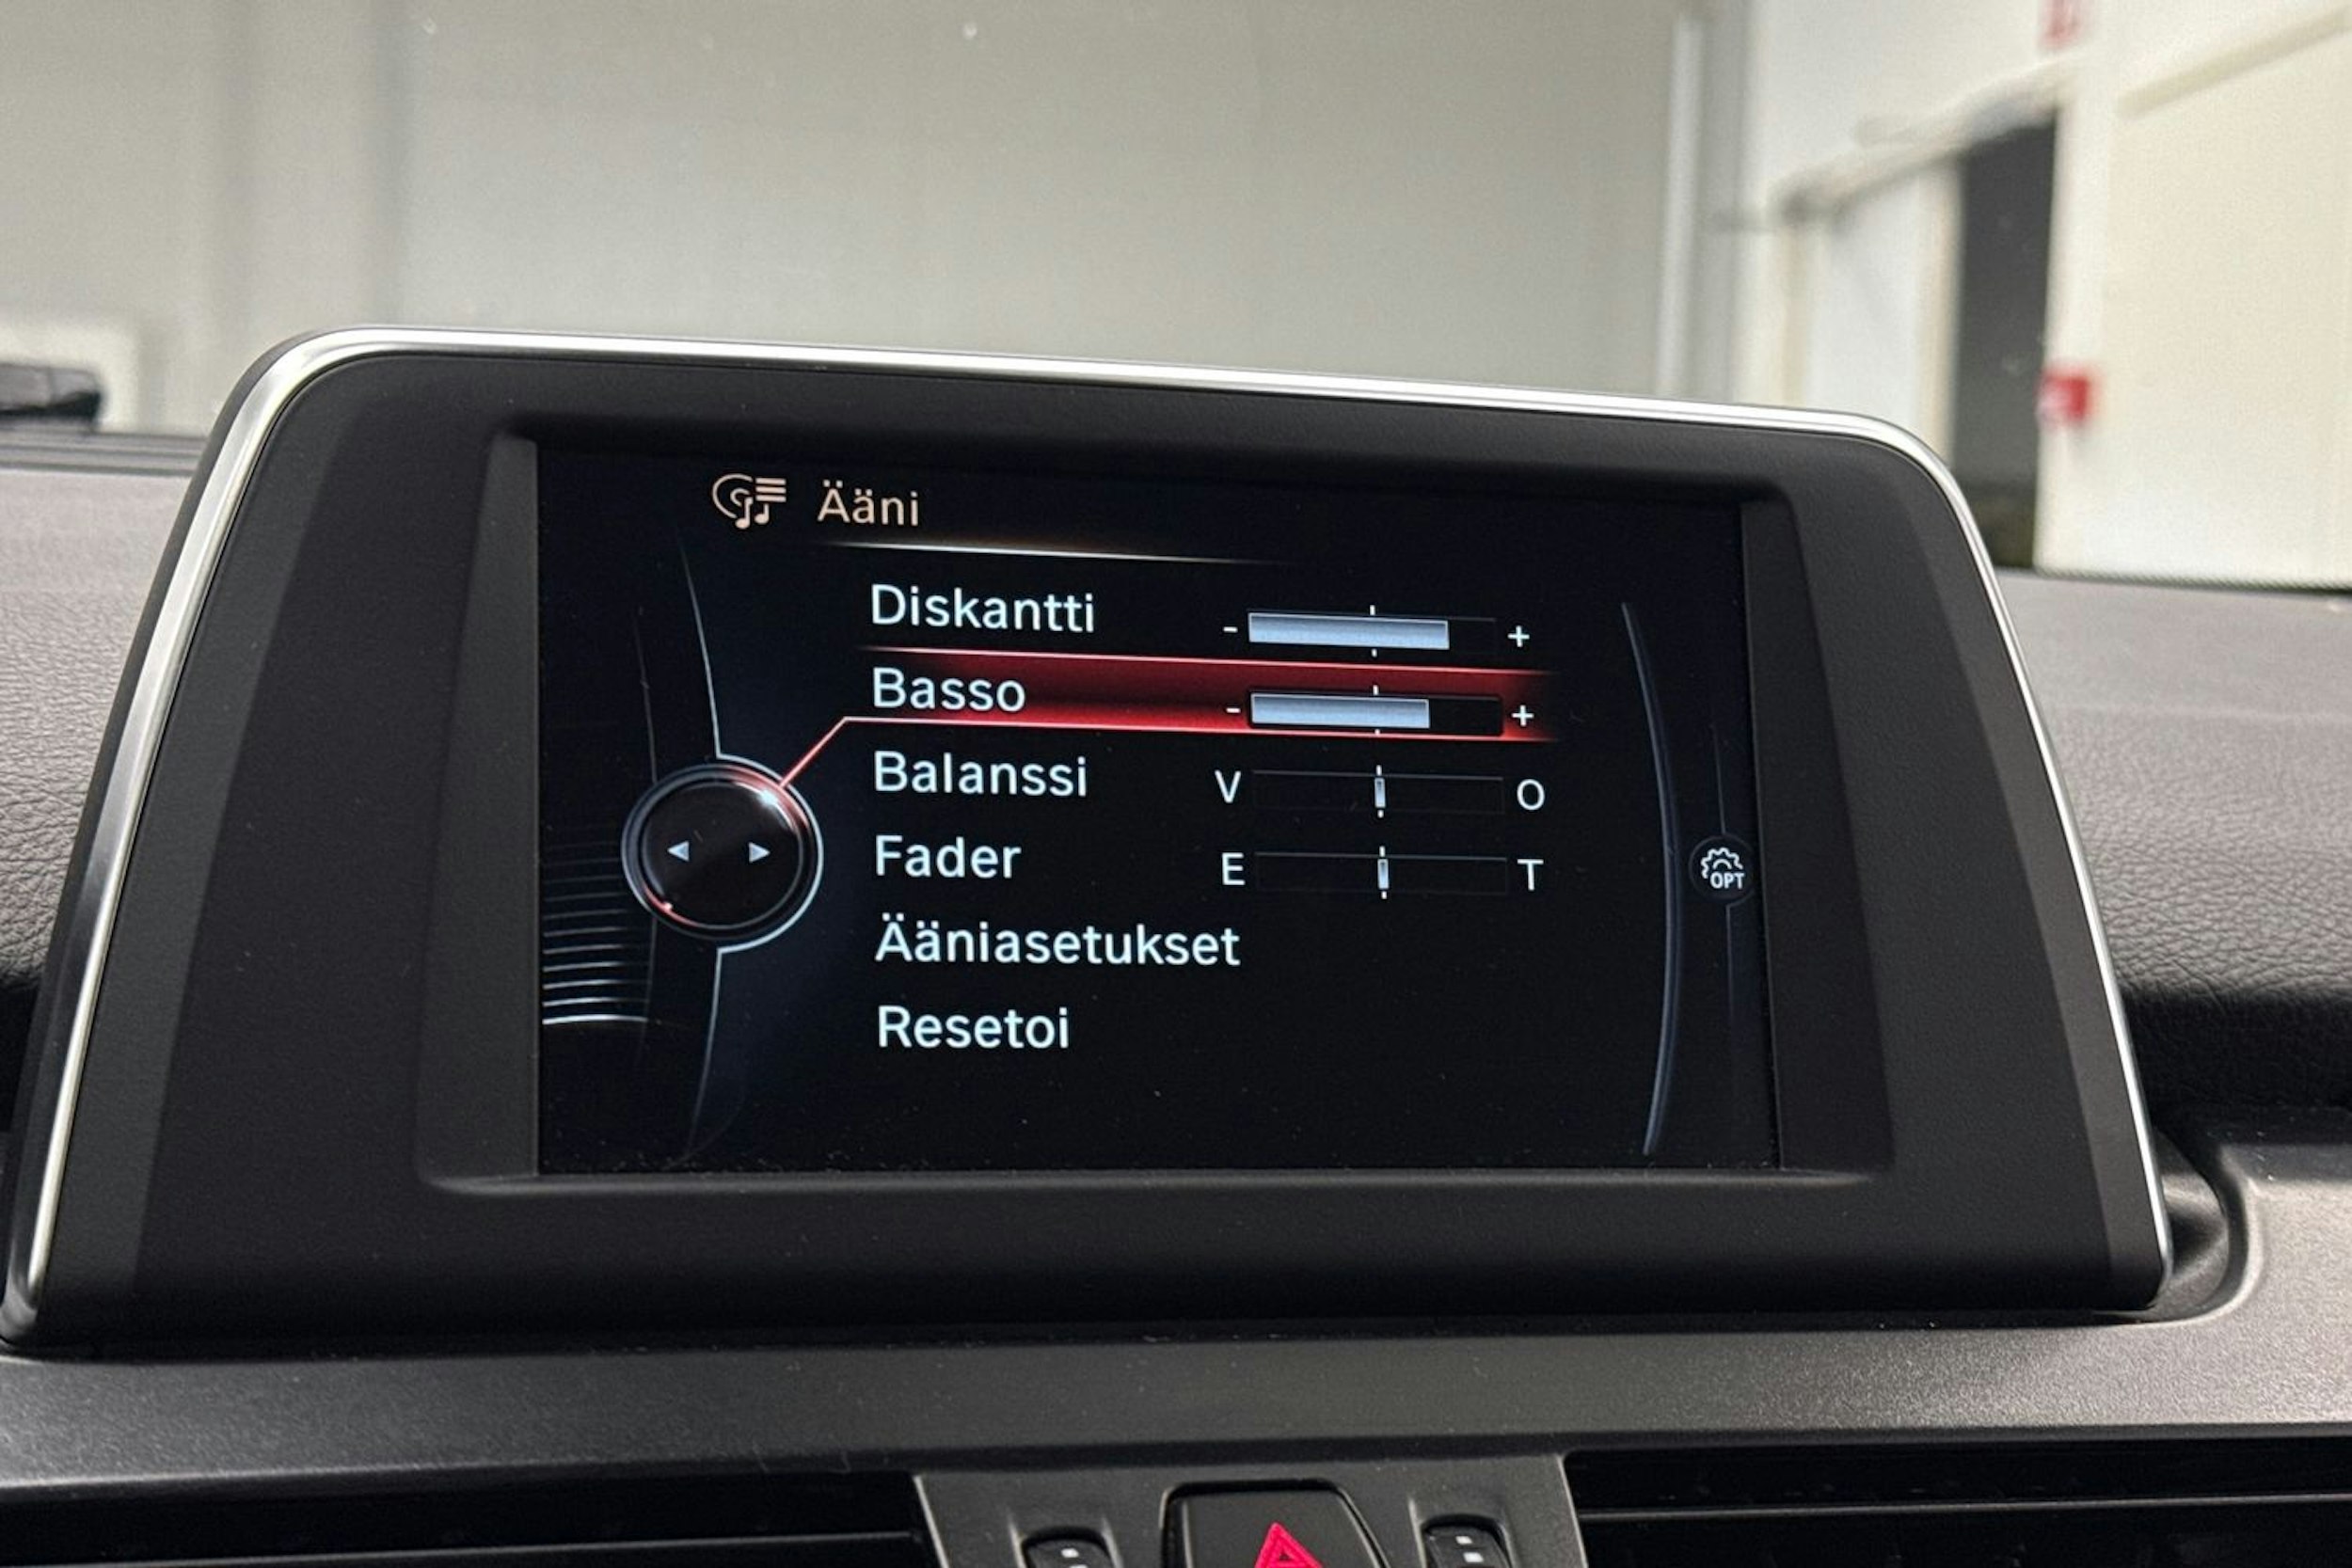 Ääni
Diskantti - +
Basso - +
Balanssi V O
Fader E T
Ääniasetukset
Resetoi
OPT